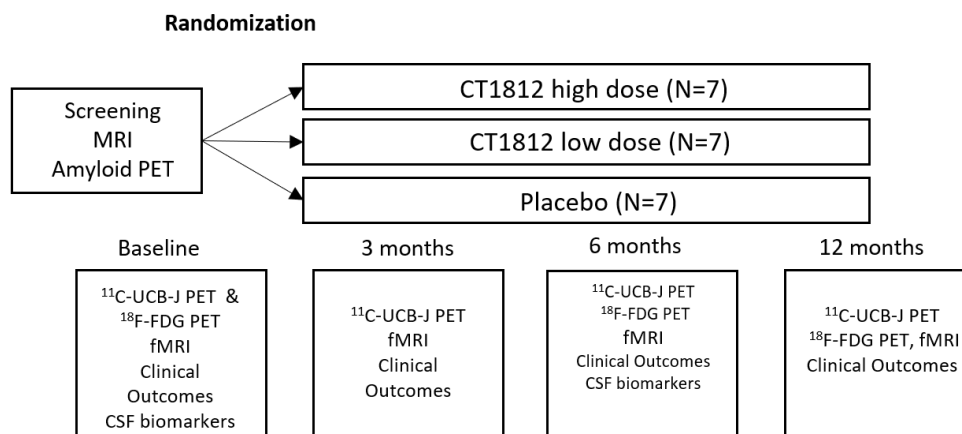 Randomization
Screening
MRI
Amyloid PET
CT1812 high dose (N=7)
CT1812 low dose (N=7)
Placebo (N=7)
Baseline
¹¹C-UCB-J PET &
¹⁸F-FDG PET
fMRI
Clinical
Outcomes
CSF biomarkers
3 months
¹¹C-UCB-J PET
fMRI
Clinical
Outcomes
6 months
¹¹C-UCB-J PET
¹⁸F-FDG PET
fMRI
Clinical Outcomes
CSF biomarkers
12 months
¹¹C-UCB-J PET
¹⁸F-FDG PET, fMRI
Clinical Outcomes